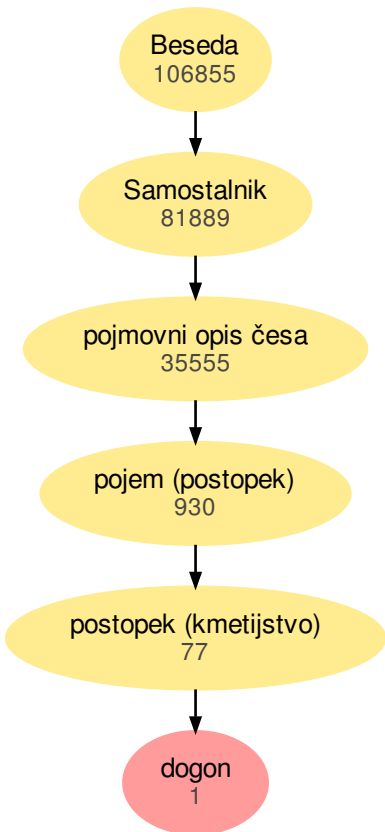 Beseda
106855
Samostalnik
81889
pojmovni opis česa
35555
pojem (postopek)
930
postopek (kmetijstvo)
77
dogon
1